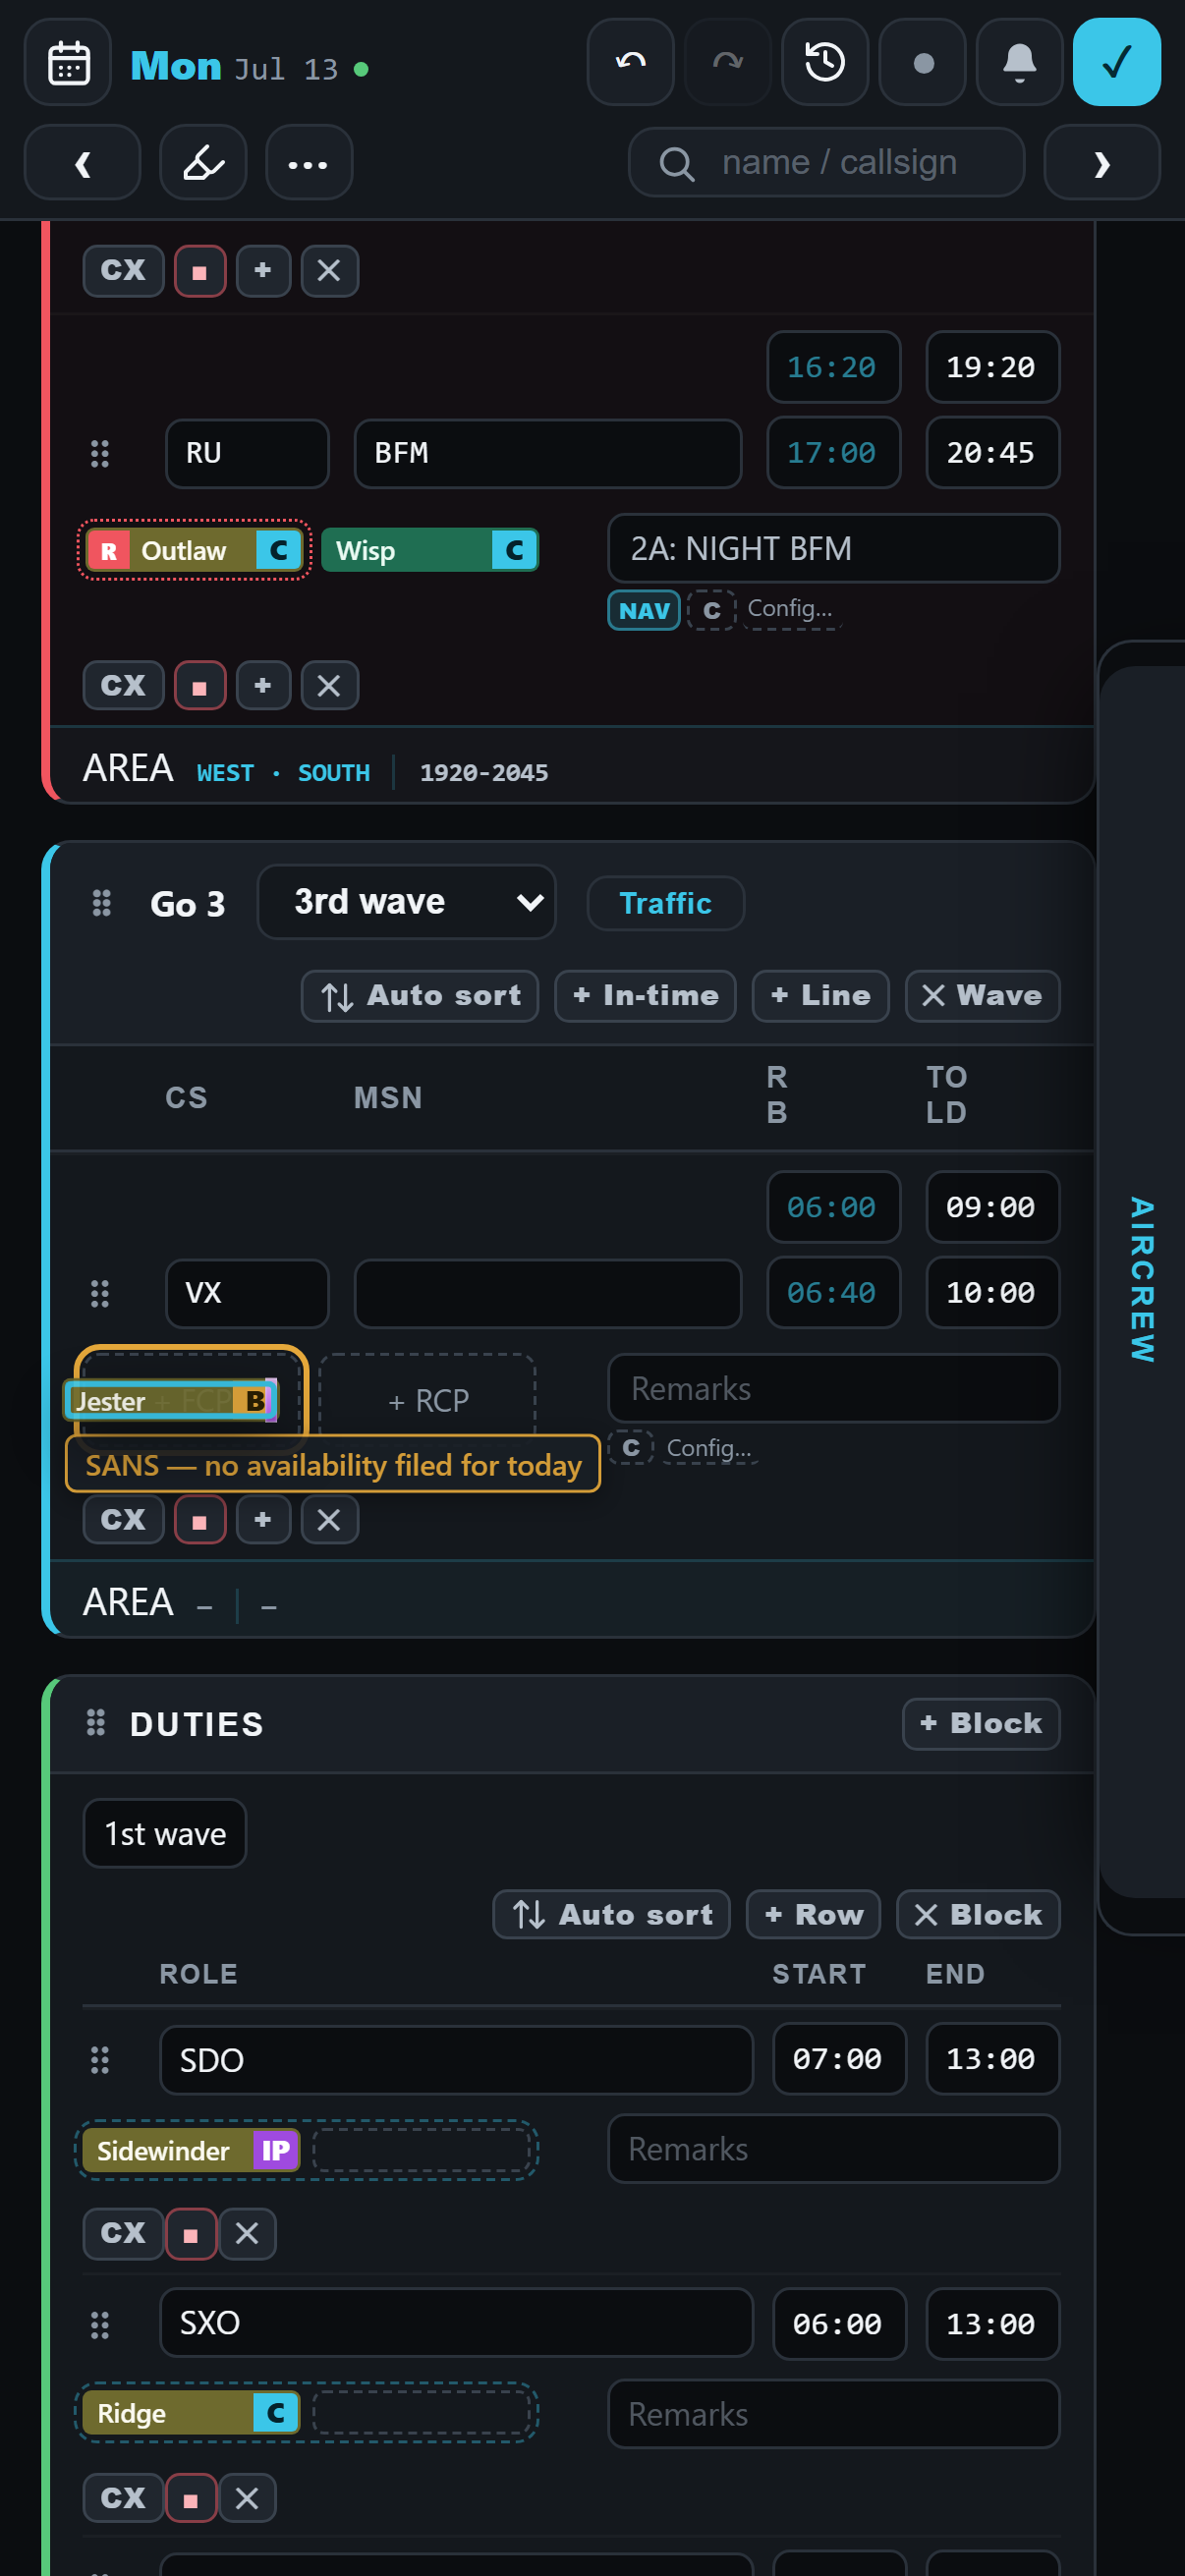 Mon Jul 13
name / callsign
CX
16:20 19:20
RU BFM 17:00 20:45
R Outlaw C Wisp C 2A: NIGHT BFM
NAV C Config...
CX
AREA WEST · SOUTH 1920-2045
Go 3 3rd wave Traffic
Auto sort + In-time + Line × Wave
CS MSN R TO
B LD
06:00 09:00
VX 06:40 10:00
Jester B + FCP + RCP Remarks
SANS — no availability filed for today C Config...
CX
AREA – –
DUTIES + Block
1st wave
Auto sort + Row × Block
ROLE START END
SDO 07:00 13:00
Sidewinder IP Remarks
CX
SXO 06:00 13:00
Ridge C Remarks
CX
AIRCREW